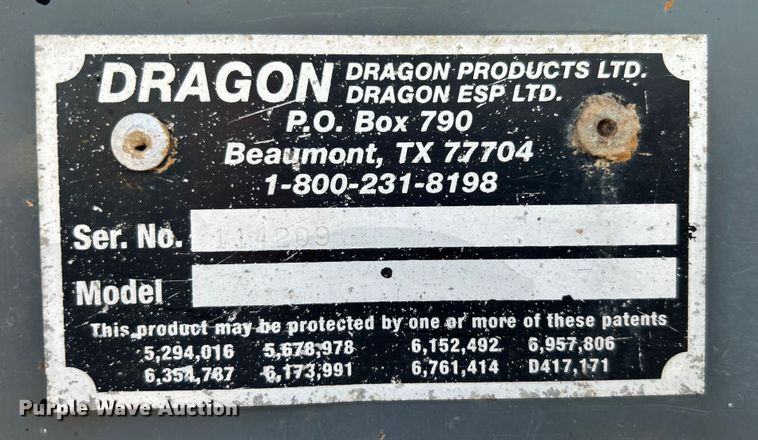 DRAGON DRAGON PRODUCTS LTD.
DRAGON ESP LTD.
P.O. Box 790
Beaumont, TX 77704
1-800-231-8198
Ser. No. 114209
Model
This product may be protected by one or more of these patents
5,294,016 5,678,978 6,152,492 6,957,806
6,354,787 6,173,991 6,761,414 D417,171
Purple Wave Auction